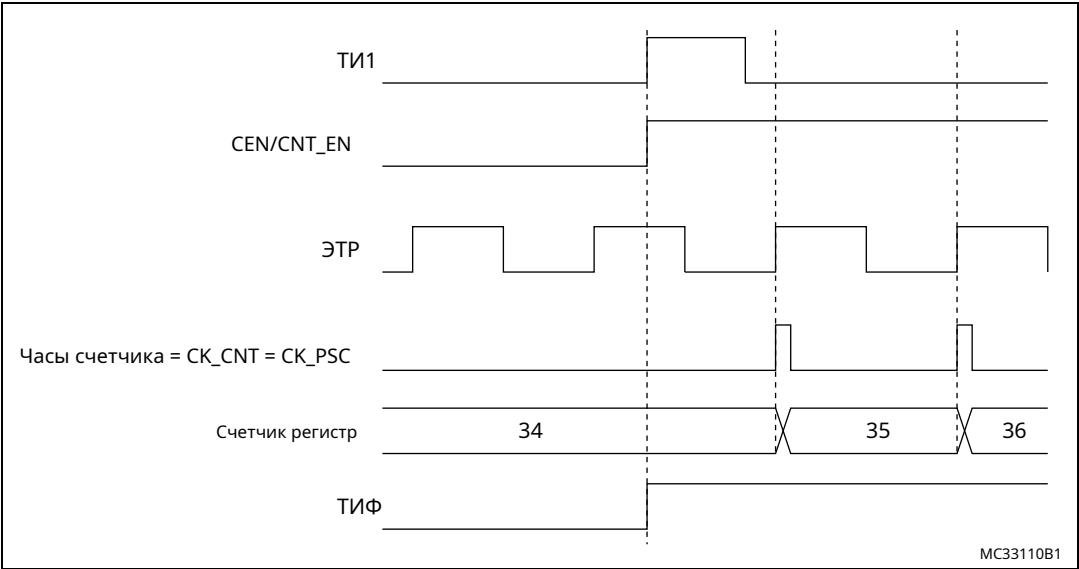 ТИ1
CEN/CNT_EN
ЭТР
Часы счетчика = CK_CNT = CK_PSC
Счетчик регистр
34
35
36
ТИФ
MC33110B1